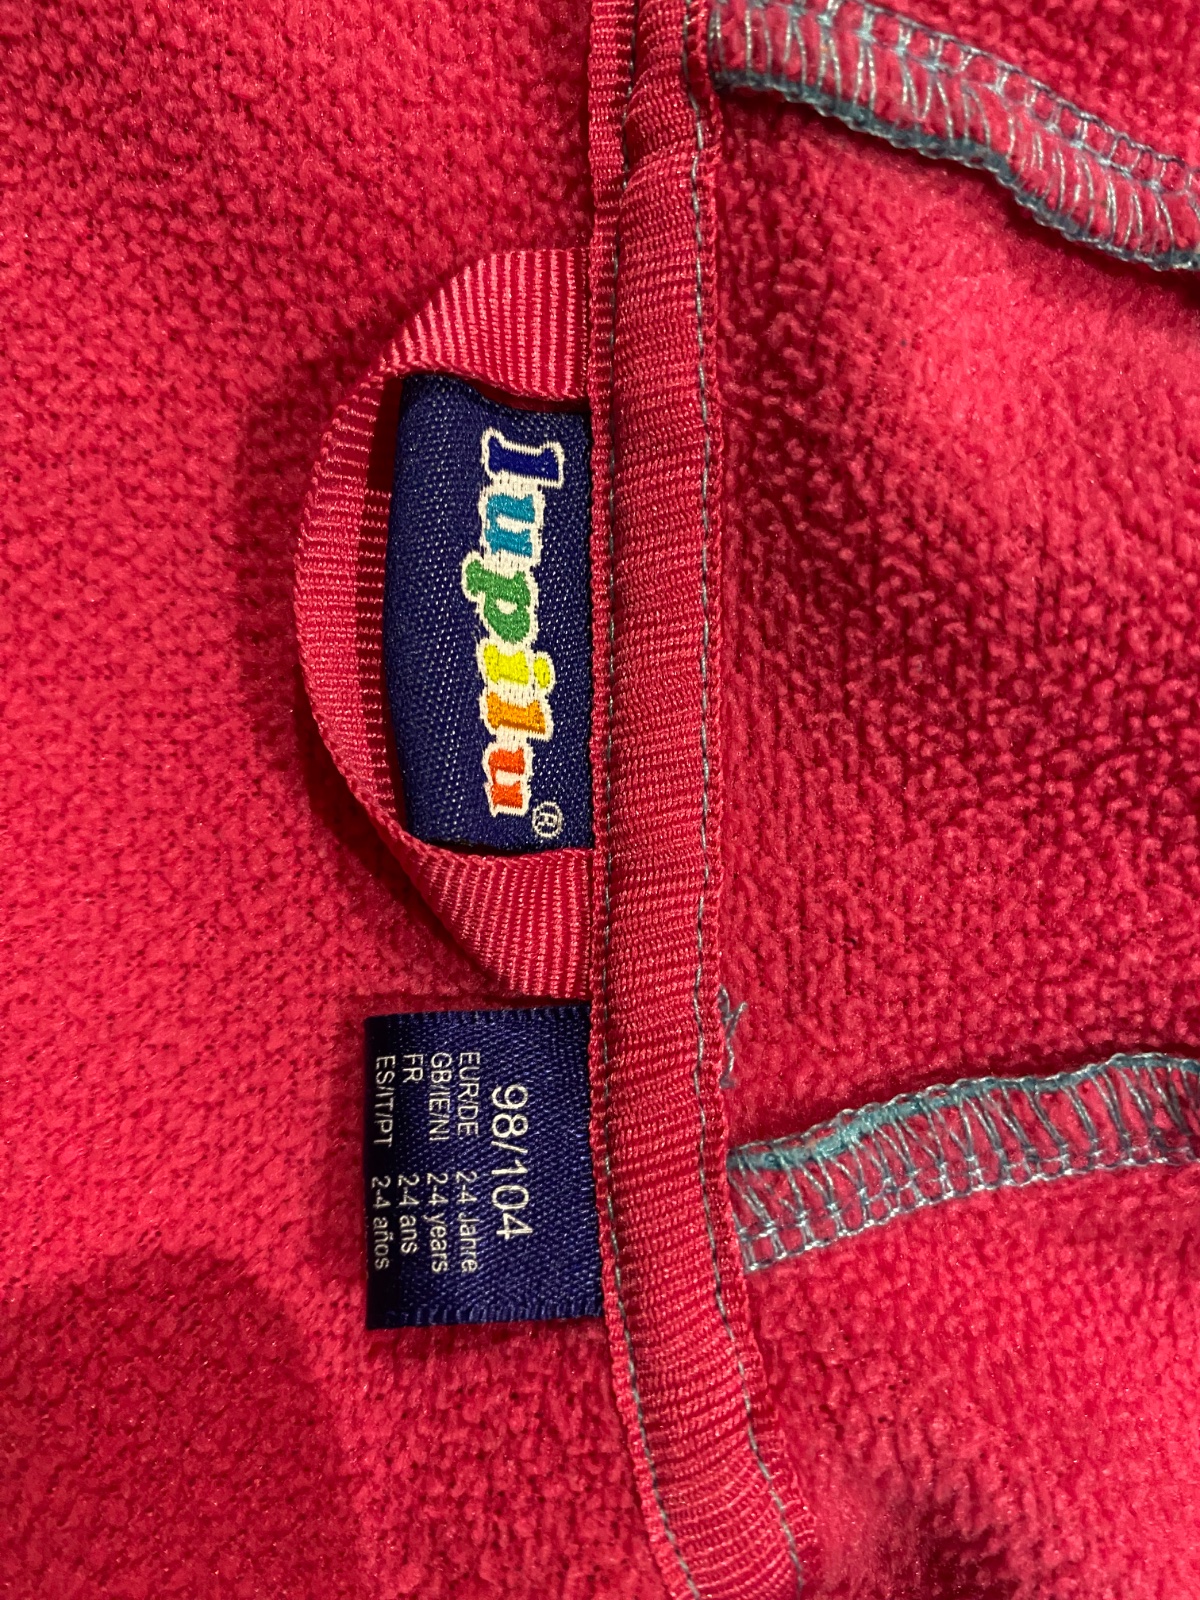 lupilu®
98/104
EUR/DE 2-4 Jahre
GB/IE/NI 2-4 years
FR 2-4 ans
ES/IT/PT 2-4 años